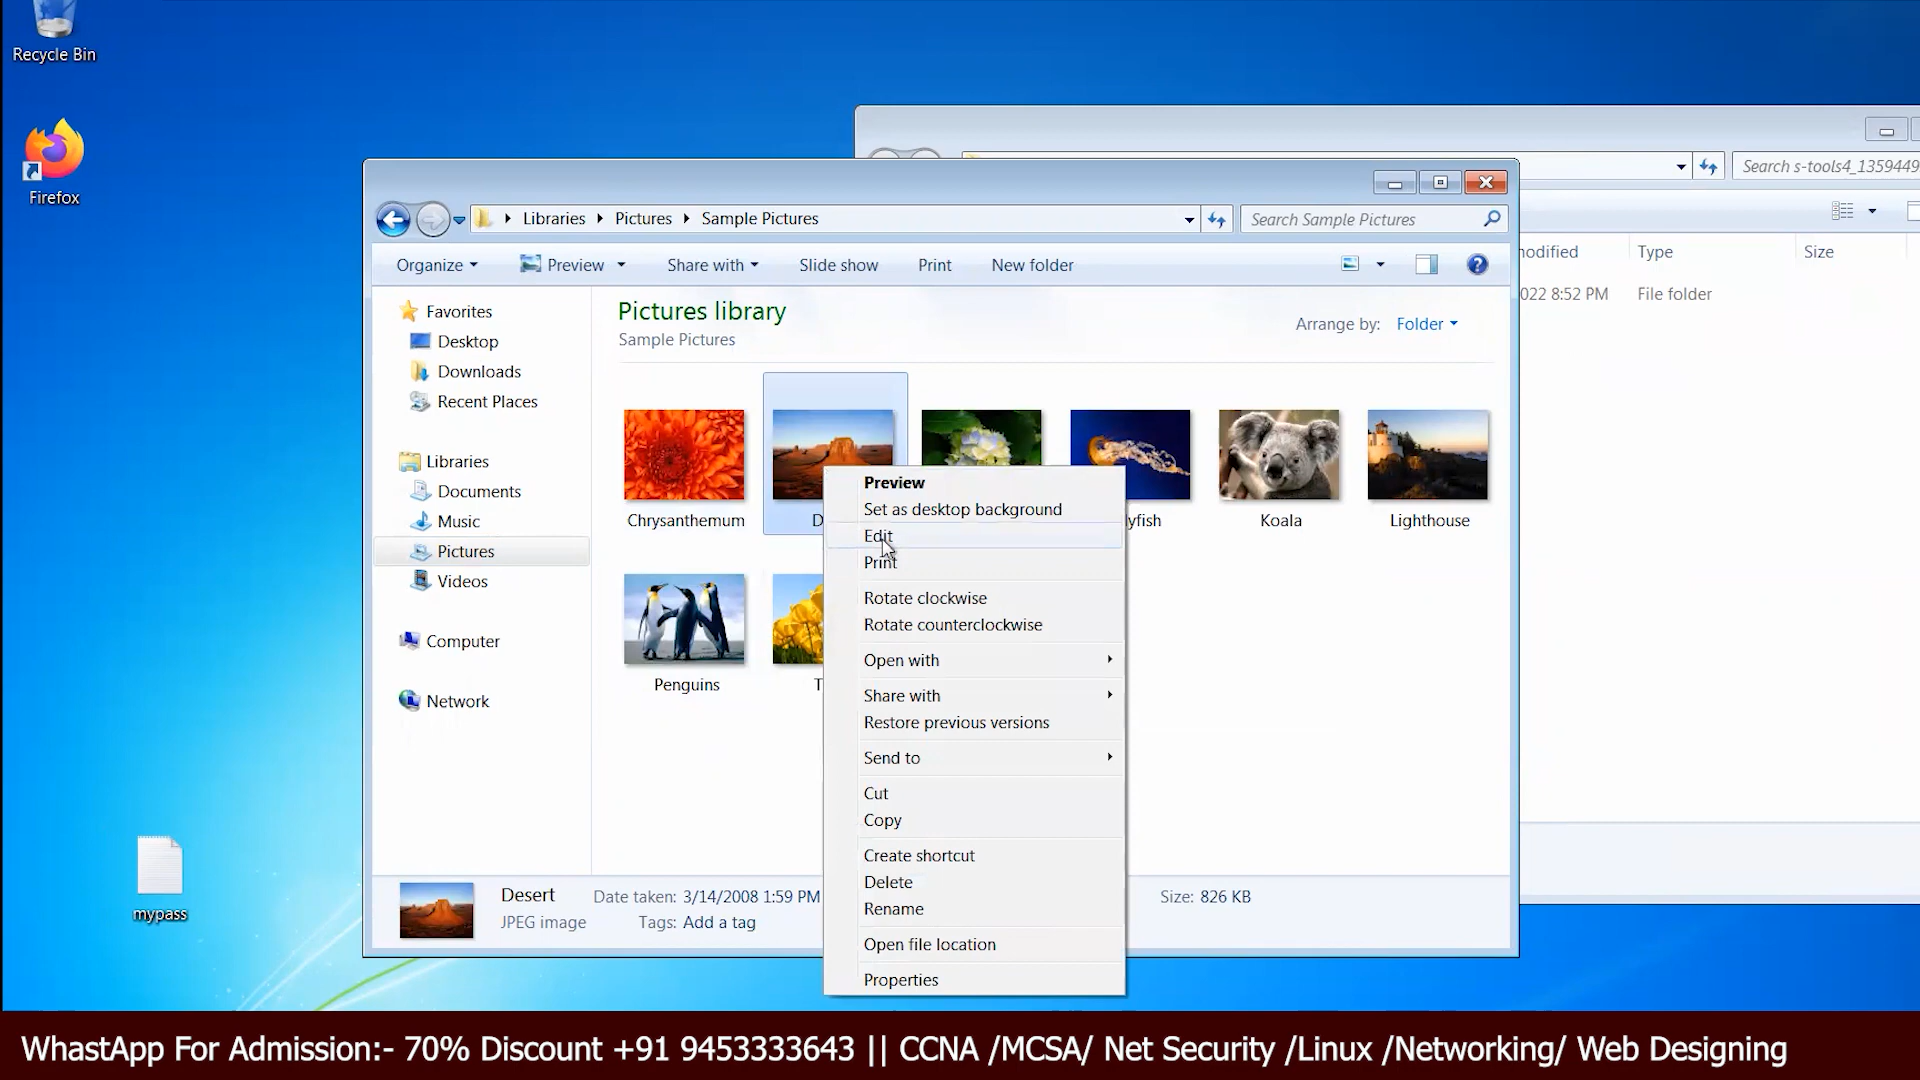 Recycle Bin
Firefox
Search s-tools4_1359449
Libraries
Pictures
Sample Pictures
Search Sample Pictures
Organize
Preview
Share with
Slide show
Print
New folder
Type
Size
022 8:52 PM
File folder
Favorites
Desktop
Downloads
Recent Places
Libraries
Documents
Music
Pictures
Videos
Computer
Network
Pictures library
Sample Pictures
Arrange by:
Folder
Chrysanthemum
Koala
Lighthouse
Penguins
Preview
Set as desktop background
Edit
Print
Rotate clockwise
Rotate counterclockwise
Open with
Share with
Restore previous versions
Send to
Cut
Copy
Create shortcut
Delete
Rename
Open file location
Properties
mypass
Desert
JPEG image
Date taken: 3/14/2008 1:59 PM
Tags: Add a tag
Size: 826 KB
WhastApp For Admission:- 70% Discount +91 9453333643 || CCNA /MCSA/ Net Security /Linux /Networking/ Web Designing